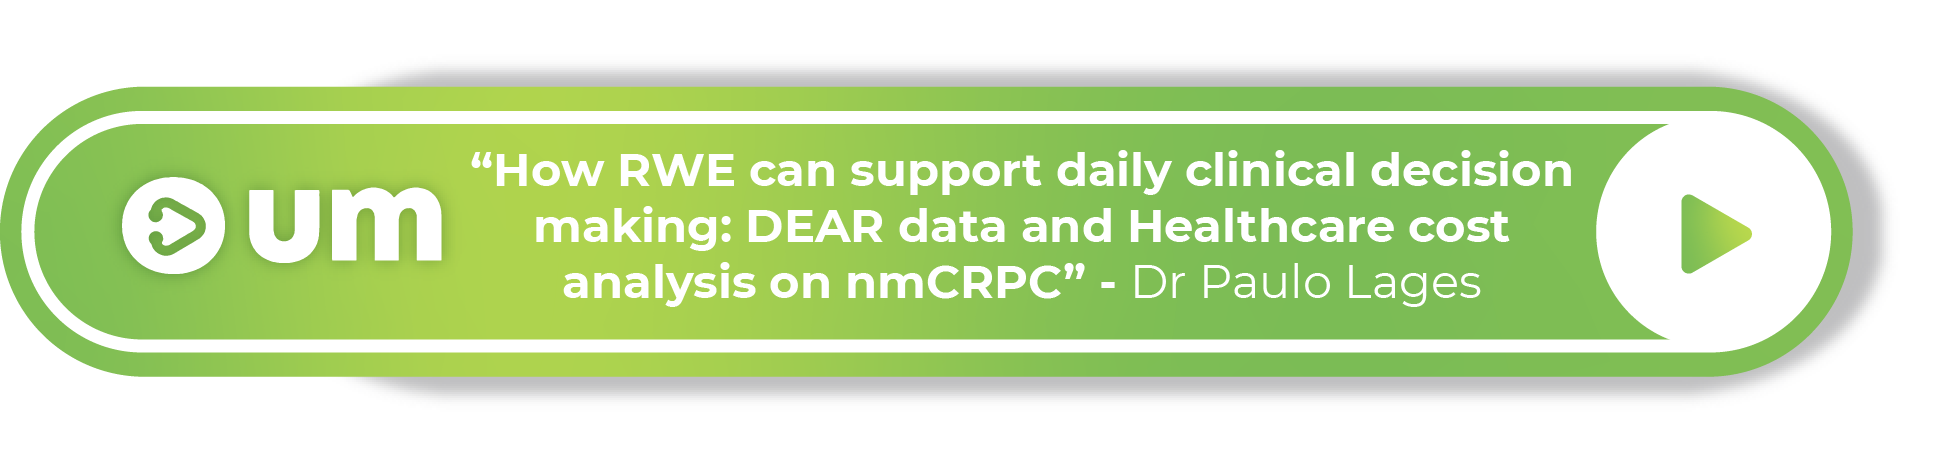 um
“How RWE can support daily clinical decision
making: DEAR data and Healthcare cost
analysis on nmCRPC” - Dr Paulo Lages